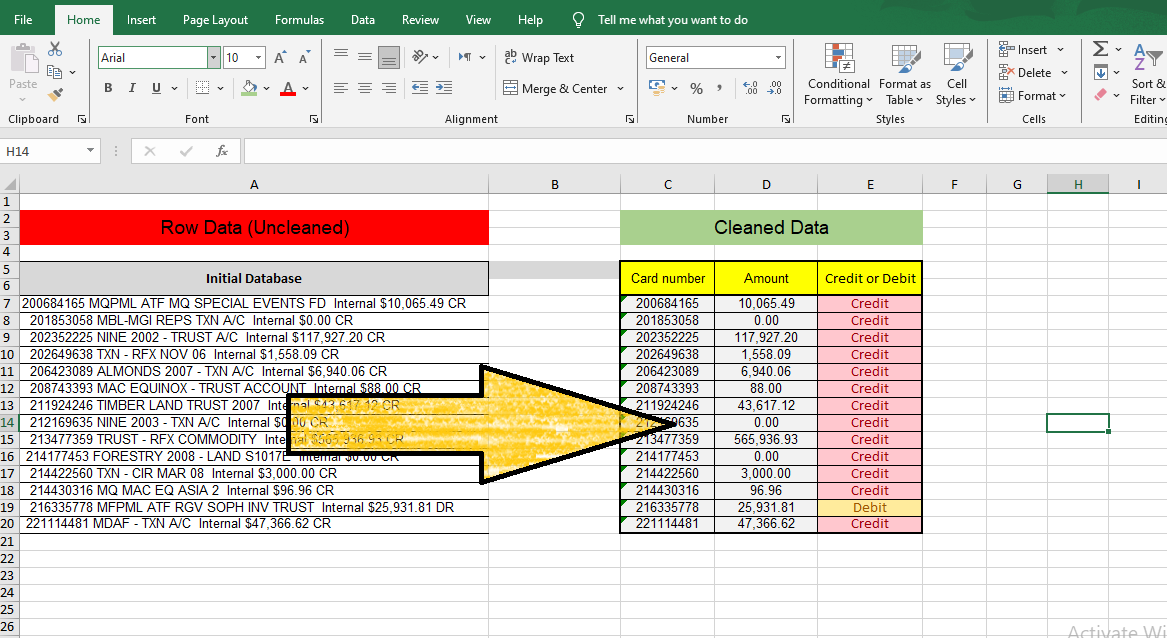 File Home Insert Page Layout Formulas Data Review View Help Tell me what you want to do
Arial 10 A A Wrap Text General Insert
Paste B I U A Merge & Center % , Conditional Formatting Format as Table Cell Styles Delete Sort & Filter
Format
Clipboard Font Alignment Number Styles Cells Editing
H14 fx
A B C D E F G H I
1
2 Row Data (Uncleaned) Cleaned Data
3
4
5 Initial Database Card number Amount Credit or Debit
6
7 200684165 MQPML ATF MQ SPECIAL EVENTS FD Internal $10,065.49 CR 200684165 10,065.49 Credit
8 201853058 MBL-MGI REPS TXN A/C Internal $0.00 CR 201853058 0.00 Credit
9 202352225 NINE 2002 - TRUST A/C Internal $117,927.20 CR 202352225 117,927.20 Credit
10 202649638 TXN - RFX NOV 06 Internal $1,558.09 CR 202649638 1,558.09 Credit
11 206423089 ALMONDS 2007 - TXN A/C Internal $6,940.06 CR 206423089 6,940.06 Credit
12 208743393 MAC EQUINOX - TRUST ACCOUNT Internal $88.00 CR 208743393 88.00 Credit
13 211924246 TIMBER LAND TRUST 2007 Internal $43,617.12 CR 211924246 43,617.12 Credit
14 212169635 NINE 2003 - TXN A/C Internal $0.00 CR 212169635 0.00 Credit
15 213477359 TRUST - RFX COMMODITY Internal $565,936.93 CR 213477359 565,936.93 Credit
16 214177453 FORESTRY 2008 - LAND S1017E Internal $0.00 CR 214177453 0.00 Credit
17 214422560 TXN - CIR MAR 08 Internal $3,000.00 CR 214422560 3,000.00 Credit
18 214430316 MQ MAC EQ ASIA 2 Internal $96.96 CR 214430316 96.96 Credit
19 216335778 MFPML ATF RGV SOPH INV TRUST Internal $25,931.81 DR 216335778 25,931.81 Debit
20 221114481 MDAF - TXN A/C Internal $47,366.62 CR 221114481 47,366.62 Credit
21
22
23
24
25
26
Activate Wi